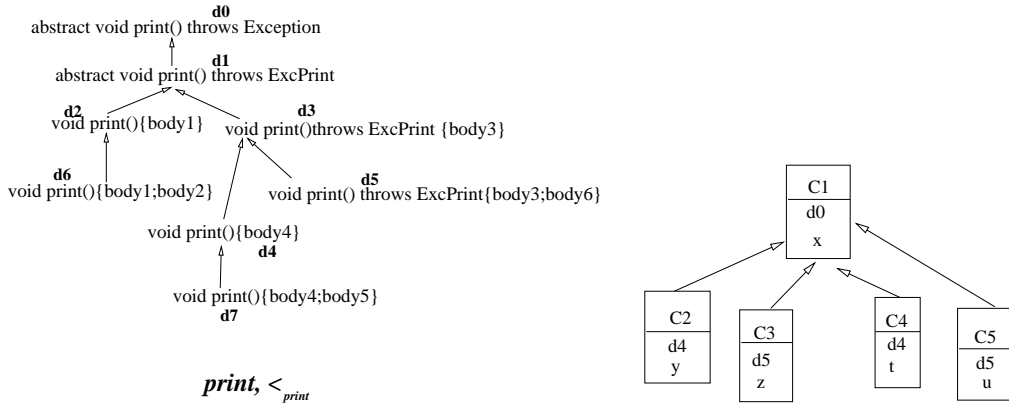 d0
abstract void print() throws Exception
d1
abstract void print() throws ExcPrint
d2
void print(){body1}
d3
void print()throws ExcPrint {body3}
d6
void print(){body1;body2}
d5
void print() throws ExcPrint{body3;body6}
void print(){body4}
d4
void print(){body4;body5}
d7
print, <print
C1
d0
x
C2
d4
y
C3
d5
z
C4
d4
t
C5
d5
u